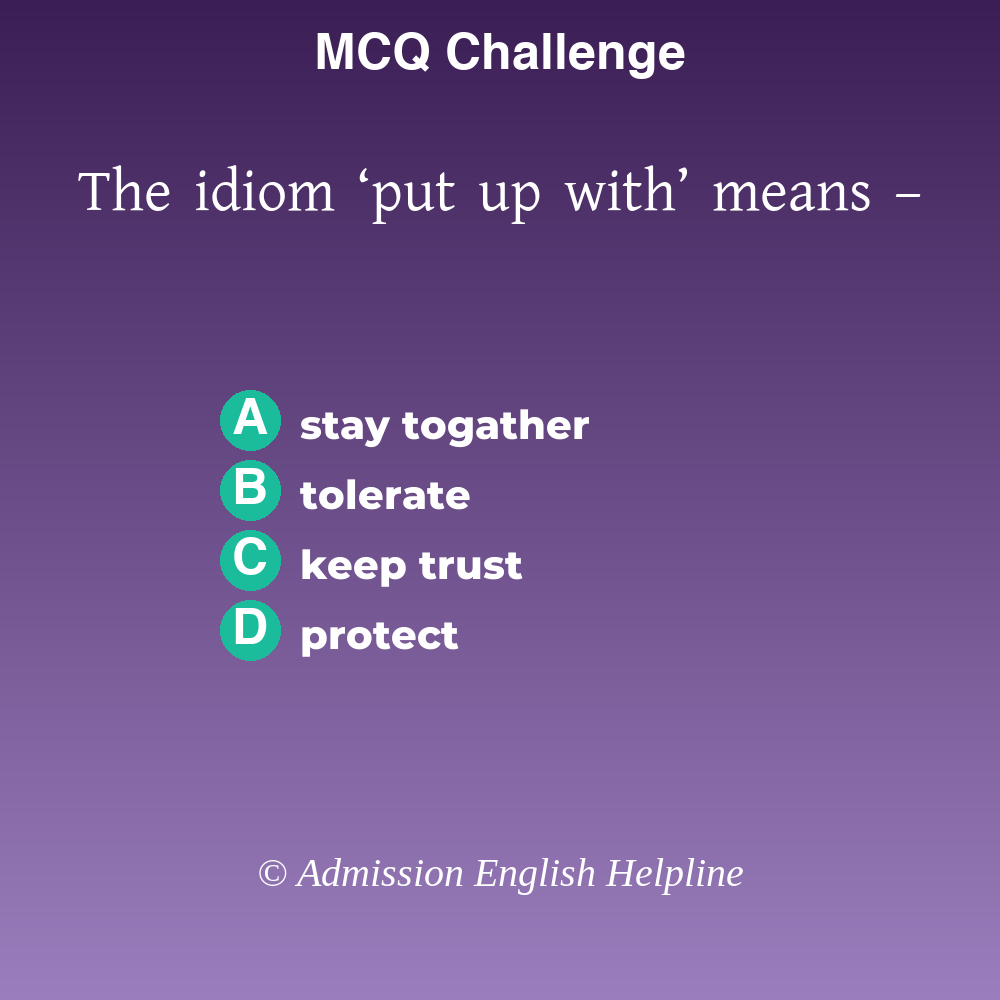 MCQ Challenge
The idiom ‘put up with’ means –
A stay togather
B tolerate
C keep trust
D protect
© Admission English Helpline